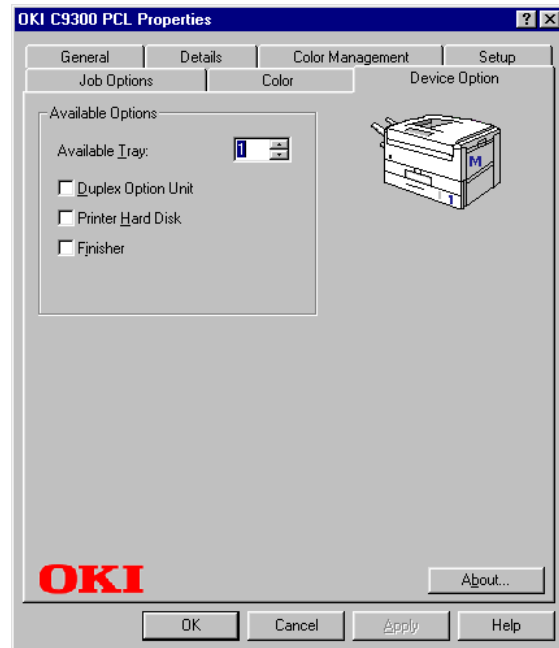 OKI C9300 PCL Properties
General Details Color Management Setup
Job Options Color Device Option
Available Options
Available Tray: 1
Duplex Option Unit
Printer Hard Disk
Finisher
M
1
OKI
About...
OK Cancel Apply Help